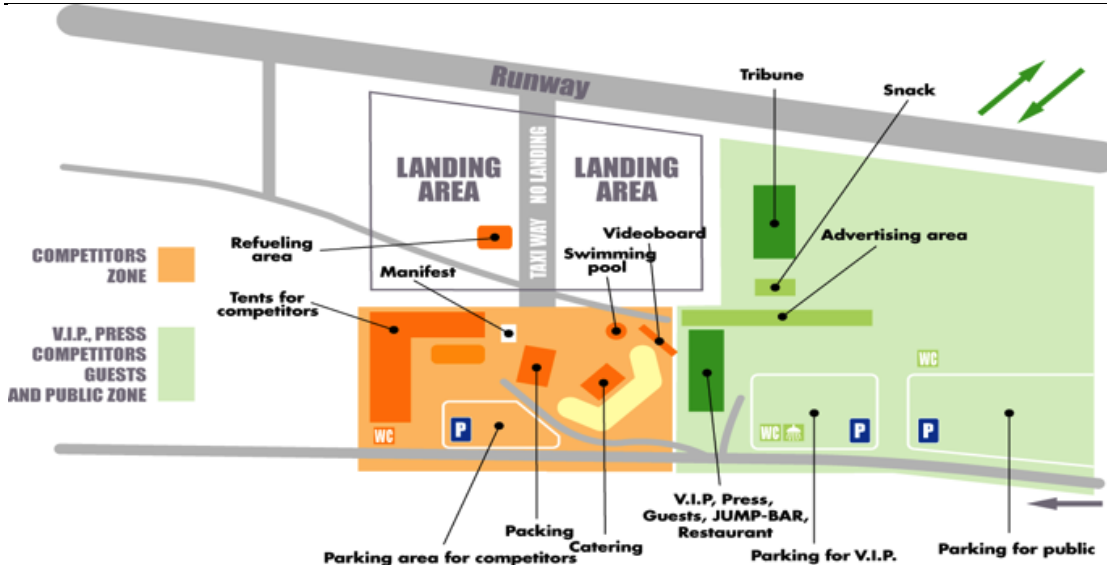 Runway
Tribune
Snack
LANDING
AREA
TAXI WAY NO LANDING
LANDING
AREA
Videoboard
Advertising area
Refueling
area
Swimming
pool
Manifest
COMPETITORS
ZONE
Tents for
competitors
V.I.P., PRESS
COMPETITORS
GUESTS
AND PUBLIC ZONE
WC
WC
P
WC
P
P
V.I.P, Press,
Guests, JUMP-BAR,
Restaurant
Packing
Catering
Parking area for competitors
Parking for V.I.P.
Parking for public